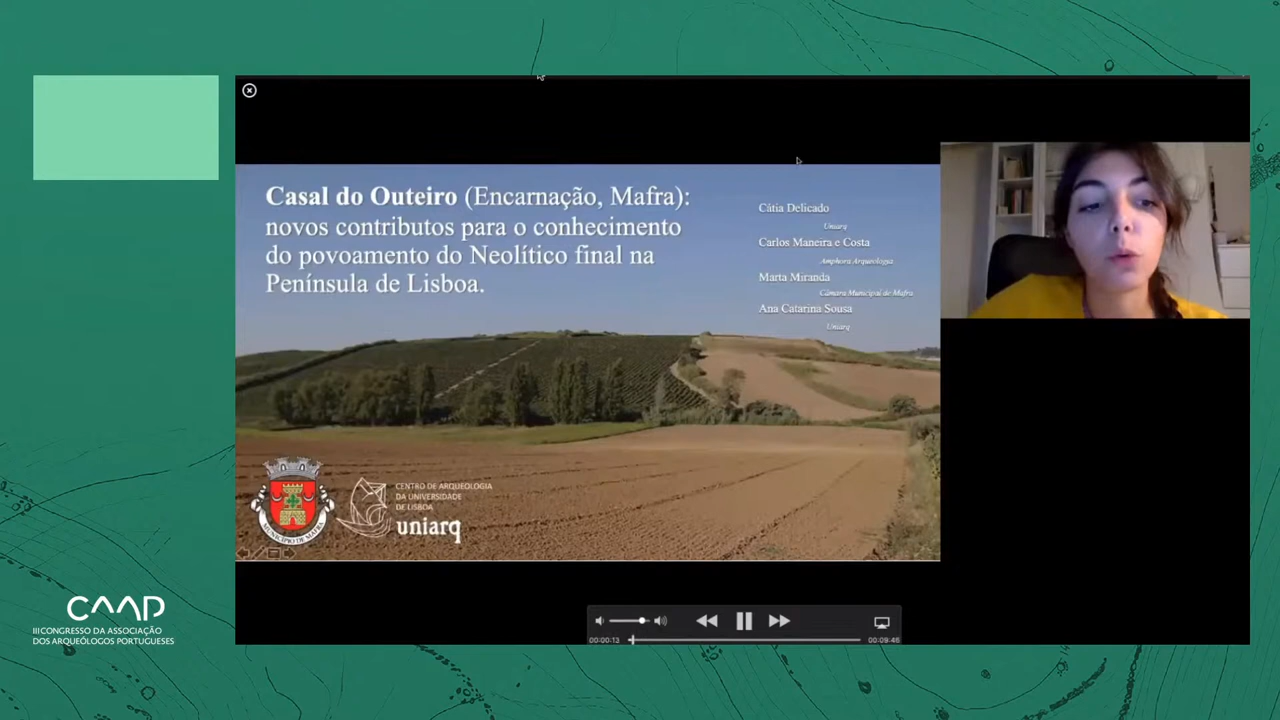 Casal do Outeiro (Encarnação, Mafra):
novos contributos para o conhecimento
do povoamento do Neolítico final na
Península de Lisboa.
Cátia Delicado
Uniarq
Carlos Maneira e Costa
Amphora Arqueologia
Marta Miranda
Câmara Municipal de Mafra
Ana Catarina Sousa
Uniarq
MUNICÍPIO DE MAFRA
CENTRO DE ARQUEOLOGIA
DA UNIVERSIDADE
DE LISBOA
uniarq
CAAP
III CONGRESSO DA ASSOCIAÇÃO
DOS ARQUEÓLOGOS PORTUGUESES
00:00:13
00:09:46